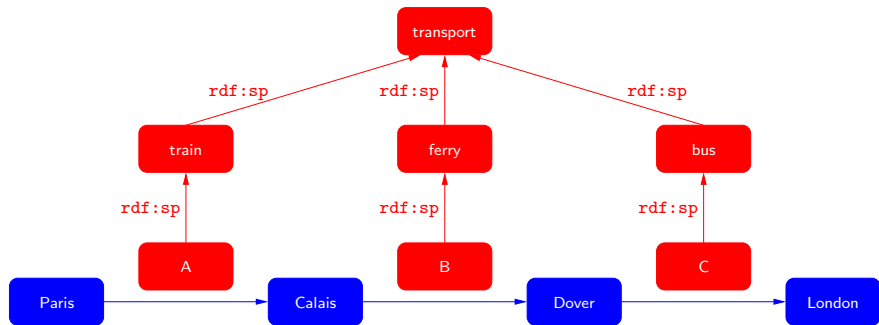 transport
rdf:sp rdf:sp rdf:sp
train ferry bus
rdf:sp rdf:sp rdf:sp
A B C
Paris Calais Dover London